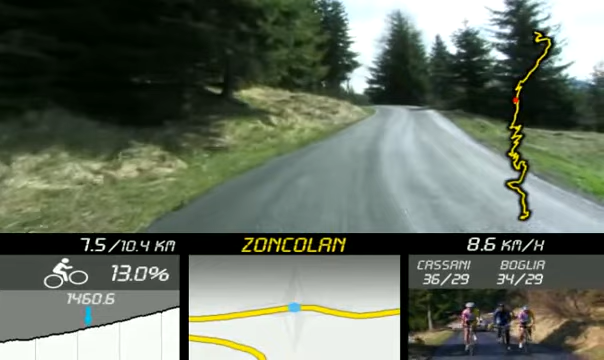 7.5/10.4 KM
ZONCOLAN
8.6 KM/H
13.0%
1460.6
CASSANI BOGLIA
36/29 34/29